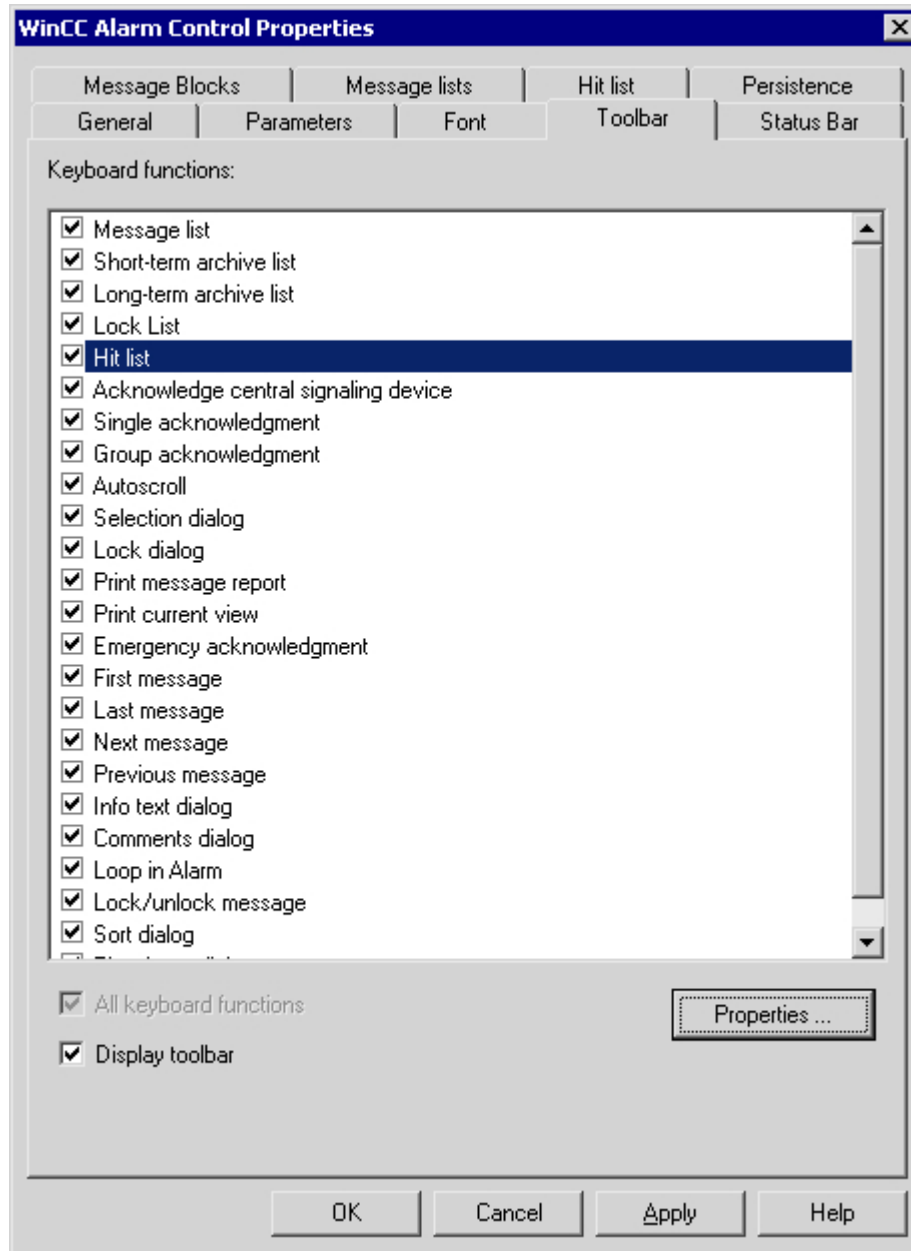 WinCC Alarm Control Properties
Message Blocks Message lists Hit list Persistence
General Parameters Font Toolbar Status Bar
Keyboard functions:
Message list
Short-term archive list
Long-term archive list
Lock List
Hit list
Acknowledge central signaling device
Single acknowledgment
Group acknowledgment
Autoscroll
Selection dialog
Lock dialog
Print message report
Print current view
Emergency acknowledgment
First message
Last message
Next message
Previous message
Info text dialog
Comments dialog
Loop in Alarm
Lock/unlock message
Sort dialog
All keyboard functions
Properties ...
Display toolbar
OK Cancel Apply Help